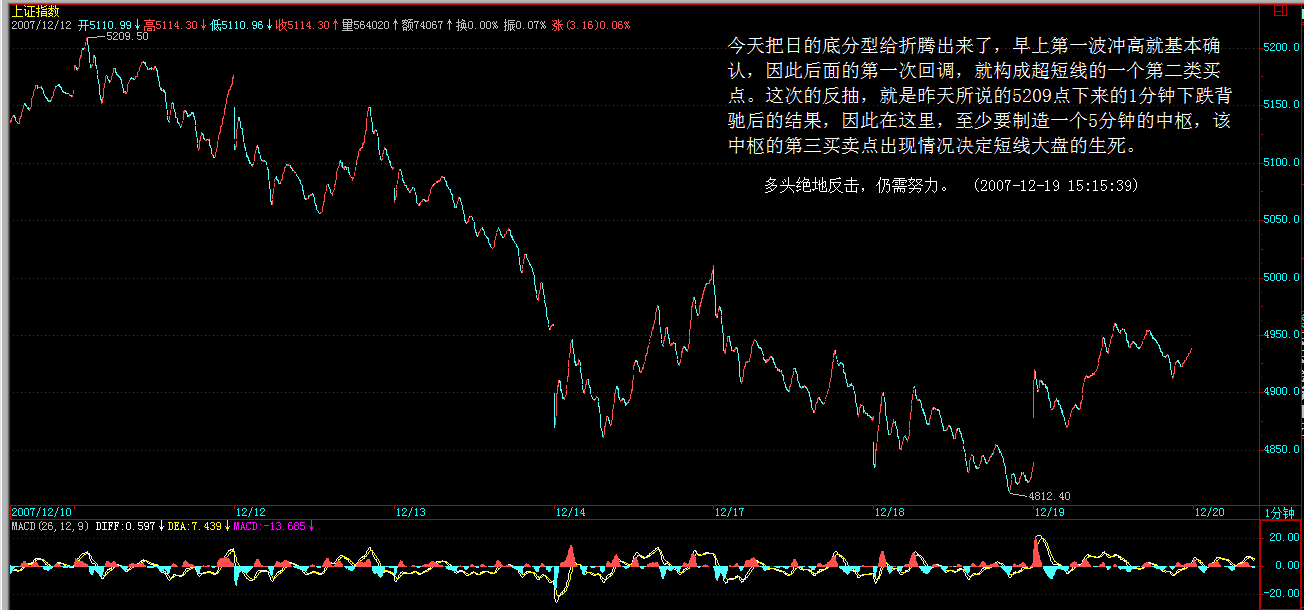 上证指数
2007/12/12 开5110.99↓高5114.30↓低5110.96↓收5114.30↑量564020↑额74067↑换0.00% 振0.07% 涨(3.16)0.06%
日
5209.50
今天把日的底分型给折腾出来了，早上第一波冲高就基本确
认，因此后面的第一次回调，就构成超短线的一个第二类买
点。这次的反抽，就是昨天所说的5209点下来的1分钟下跌背
驰后的结果，因此在这里，至少要制造一个5分钟的中枢，该
中枢的第三买卖点出现情况决定短线大盘的生死。
多头绝地反击，仍需努力。 (2007-12-19 15:15:39)
5200.0
5150.0
5100.0
5050.0
5000.0
4950.0
4900.0
4850.0
4812.40
2007/12/10 12/12 12/13 12/14 12/17 12/18 12/19 12/20 1分钟
MACD(26,12,9) DIFF:0.597↓DEA:7.439↓MACD:-13.685↓
20.00
0.00
-20.00